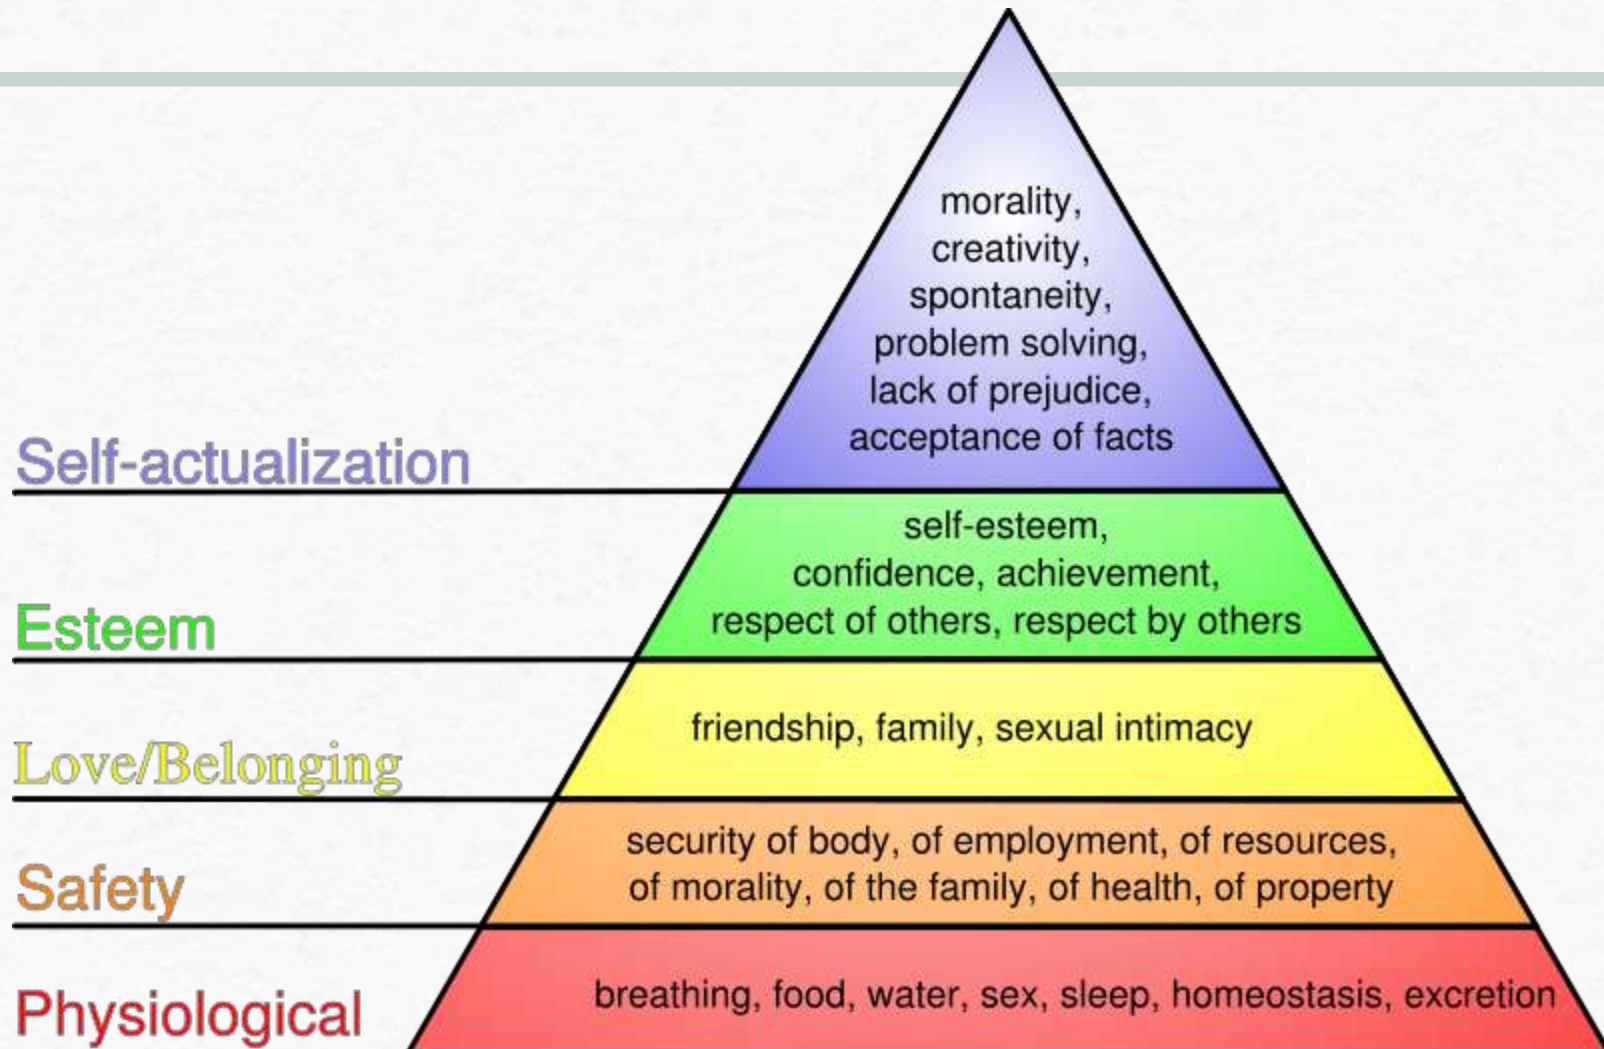 morality,
creativity,
spontaneity,
problem solving,
lack of prejudice,
acceptance of facts
Self-actualization
self-esteem,
confidence, achievement,
respect of others, respect by others
Esteem
friendship, family, sexual intimacy
Love/Belonging
security of body, of employment, of resources,
of morality, of the family, of health, of property
Safety
breathing, food, water, sex, sleep, homeostasis, excretion
Physiological